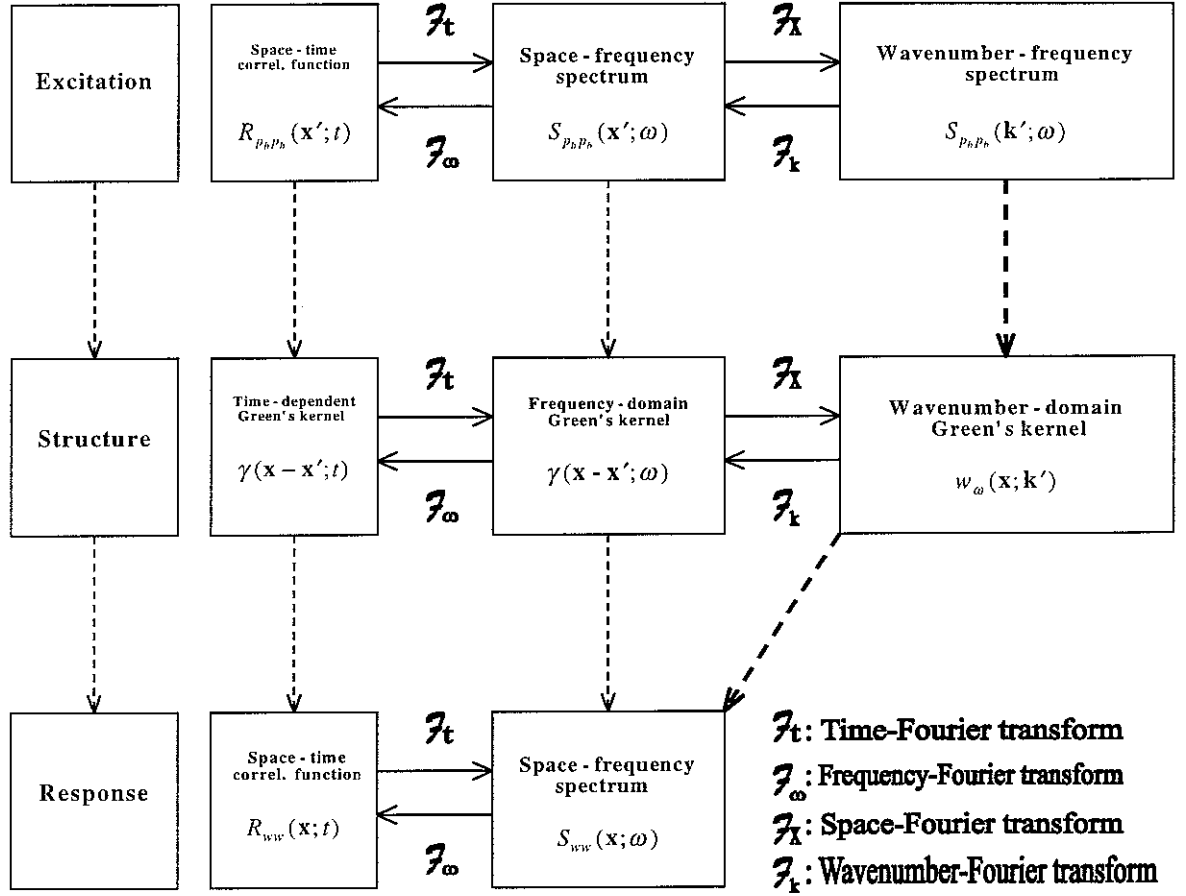 𝓕t
𝓕X
Excitation
Space - time
correl. function
R_{p_b p_b}(x′;t)
Space - frequency
spectrum
S_{p_b p_b}(x′;ω)
Wavenumber - frequency
spectrum
S_{p_b p_b}(k′;ω)
𝓕ω
𝓕k
𝓕t
𝓕X
Structure
Time - dependent
Green's kernel
γ(x − x′;t)
Frequency - domain
Green's kernel
γ(x - x′;ω)
Wavenumber - domain
Green's kernel
w_ω(x;k′)
𝓕ω
𝓕k
𝓕t
Response
Space - time
correl. function
R_{ww}(x;t)
Space - frequency
spectrum
S_{ww}(x;ω)
𝓕ω
𝓕t: Time-Fourier transform
𝓕ω: Frequency-Fourier transform
𝓕X: Space-Fourier transform
𝓕k: Wavenumber-Fourier transform